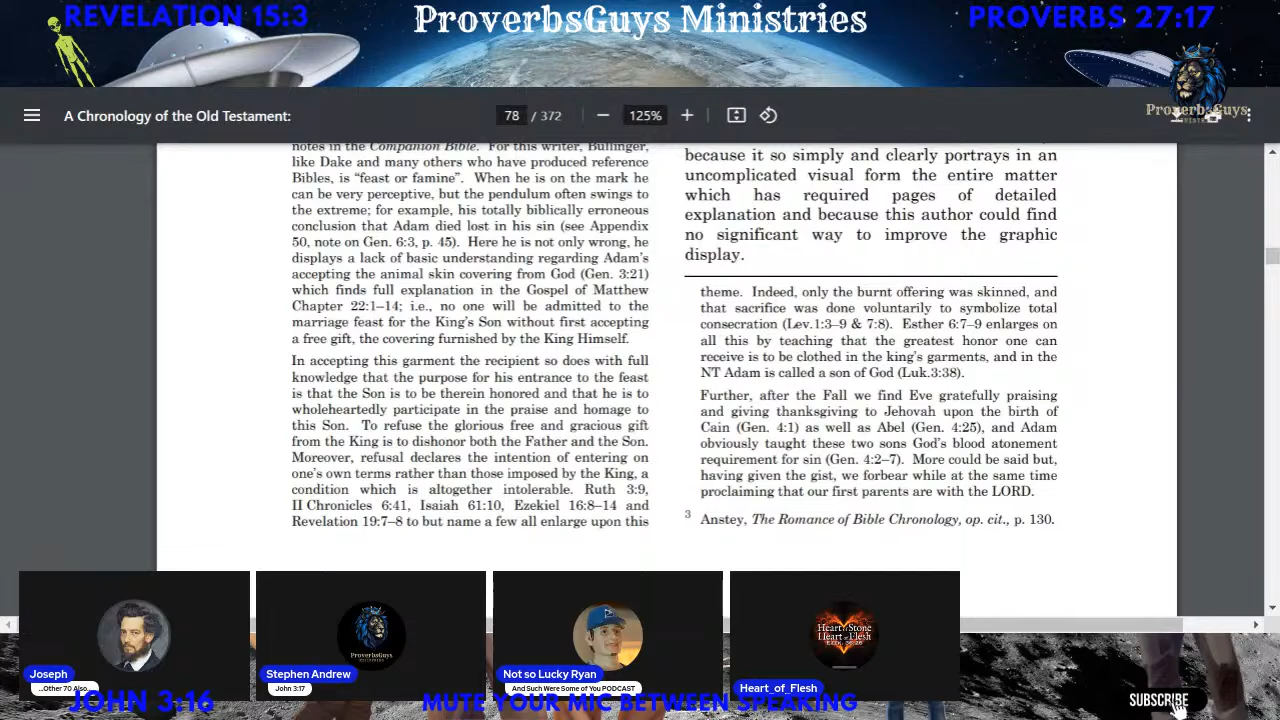 REVELATION 15:3
ProverbsGuys Ministries
PROVERBS 27:17
A Chronology of the Old Testament:
78 / 372
125%
ProverbsGuys
notes in the Companion Bible. For this writer, Bullinger,
like Dake and many others who have produced reference
Bibles, is “feast or famine”. When he is on the mark he
can be very perceptive, but the pendulum often swings to
the extreme; for example, his totally biblically erroneous
conclusion that Adam died lost in his sin (see Appendix
50, note on Gen. 6:3, p. 45). Here he is not only wrong, he
displays a lack of basic understanding regarding Adam's
accepting the animal skin covering from God (Gen. 3:21)
which finds full explanation in the Gospel of Matthew
Chapter 22:1–14; i.e., no one will be admitted to the
marriage feast for the King's Son without first accepting
a free gift, the covering furnished by the King Himself.
In accepting this garment the recipient so does with full
knowledge that the purpose for his entrance to the feast
is that the Son is to be therein honored and that he is to
wholeheartedly participate in the praise and homage to
this Son. To refuse the glorious free and gracious gift
from the King is to dishonor both the Father and the Son.
Moreover, refusal declares the intention of entering on
one's own terms rather than those imposed by the King, a
condition which is altogether intolerable. Ruth 3:9,
II Chronicles 6:41, Isaiah 61:10, Ezekiel 16:8–14 and
Revelation 19:7–8 to but name a few all enlarge upon this
because it so simply and clearly portrays in an
uncomplicated visual form the entire matter
which has required pages of detailed
explanation and because this author could find
no significant way to improve the graphic
display.
theme. Indeed, only the burnt offering was skinned, and
that sacrifice was done voluntarily to symbolize total
consecration (Lev.1:3–9 & 7:8). Esther 6:7–9 enlarges on
all this by teaching that the greatest honor one can
receive is to be clothed in the king's garments, and in the
NT Adam is called a son of God (Luk.3:38).
Further, after the Fall we find Eve gratefully praising
and giving thanksgiving to Jehovah upon the birth of
Cain (Gen. 4:1) as well as Abel (Gen. 4:25), and Adam
obviously taught these two sons God's blood atonement
requirement for sin (Gen. 4:2–7). More could be said but,
having given the gist, we forbear while at the same time
proclaiming that our first parents are with the LORD.
3 Anstey, The Romance of Bible Chronology, op. cit., p. 130.
Joseph
...Other 70 Also...
Stephen Andrew
John 3:17
ProverbsGuys
Not so Lucky Ryan
And Such Were Some of You PODCAST
Heart of Stone
Heart of Flesh
Heart_of_Flesh
JOHN 3:16
MUTE YOUR MIC BETWEEN SPEAKING
SUBSCRIBE